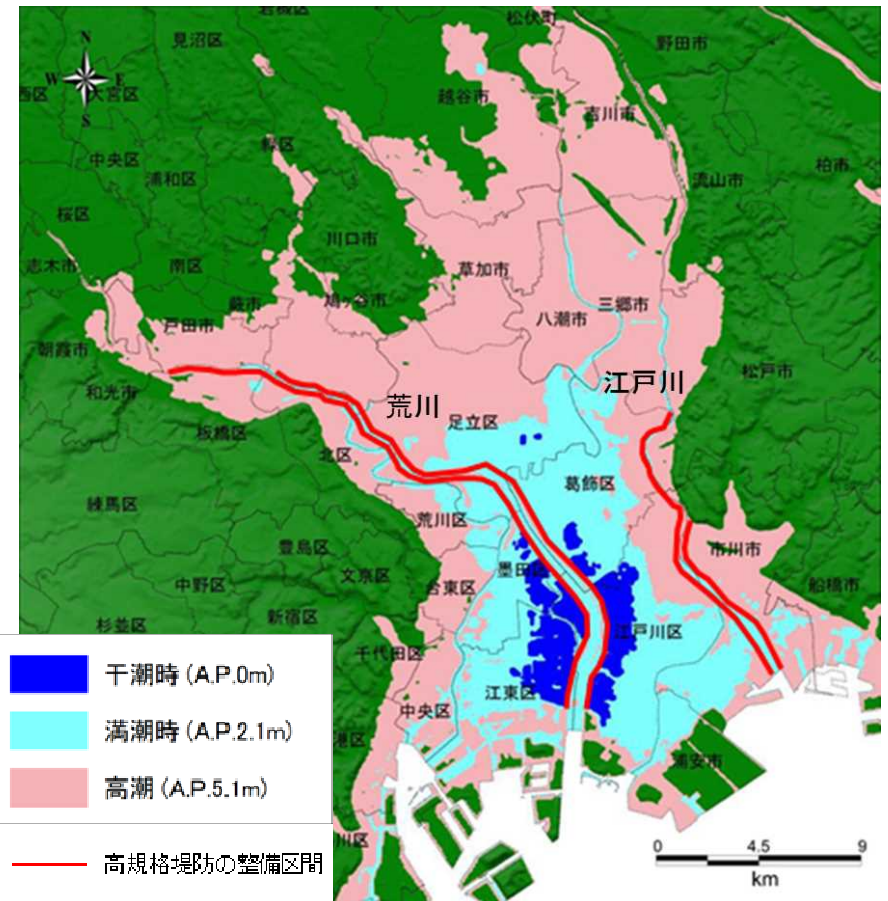 岩槻区
松伏町
見沼区
野田市
N
W
E
S
西区
大宮区
越谷市
吉川市
緑区
中央区
浦和区
柏市
流山市
桜区
川口市
志木市
南区
草加市
鳩ヶ谷市
蕨市
三郷市
戸田市
八潮市
朝霞市
松戸市
和光市
江戸川
荒川
足立区
板橋区
北区
葛飾区
練馬区
荒川区
豊島区
市川市
墨田区
文京区
台東区
中野区
船橋市
新宿区
杉並区
江戸川区
千代田区
干潮時 (A.P.0m)
江東区
中央区
満潮時 (A.P.2.1m)
港区
浦安市
高潮 (A.P.5.1m)
川区
高規格堤防の整備区間
0 4.5 9
km